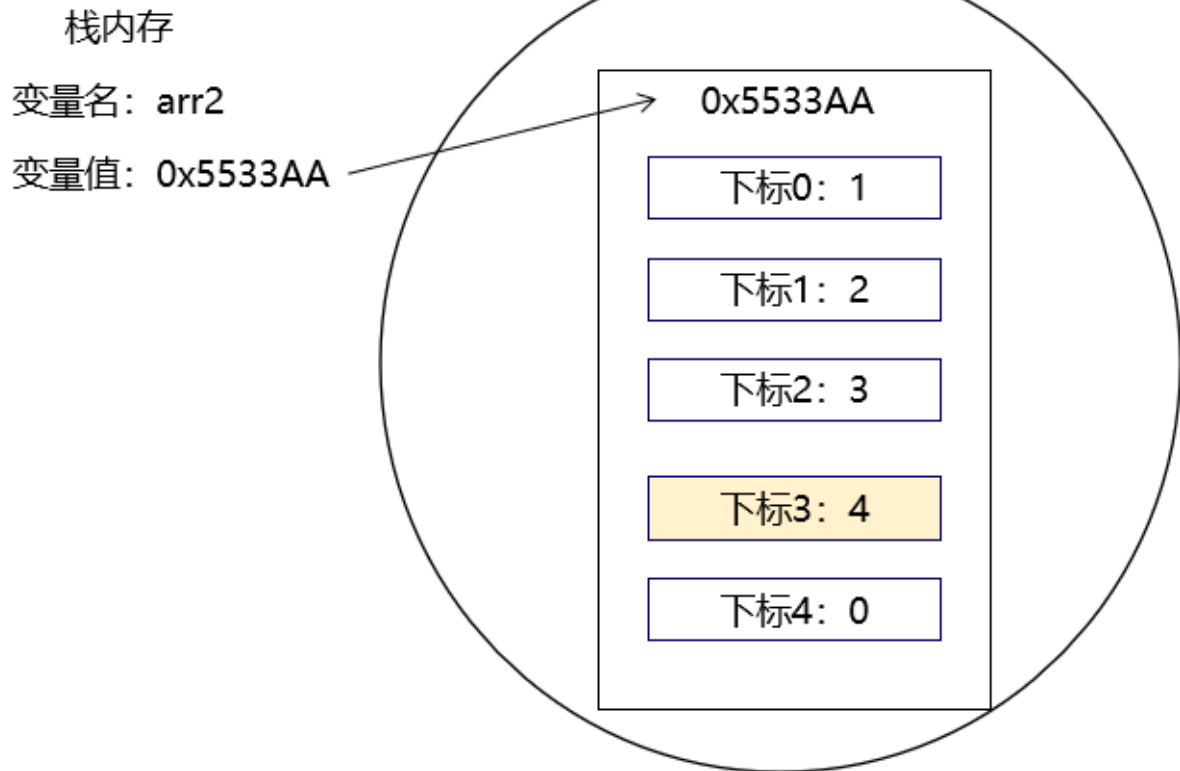 栈内存
变量名：arr2
变量值：0x5533AA
0x5533AA
下标0：1
下标1：2
下标2：3
下标3：4
下标4：0